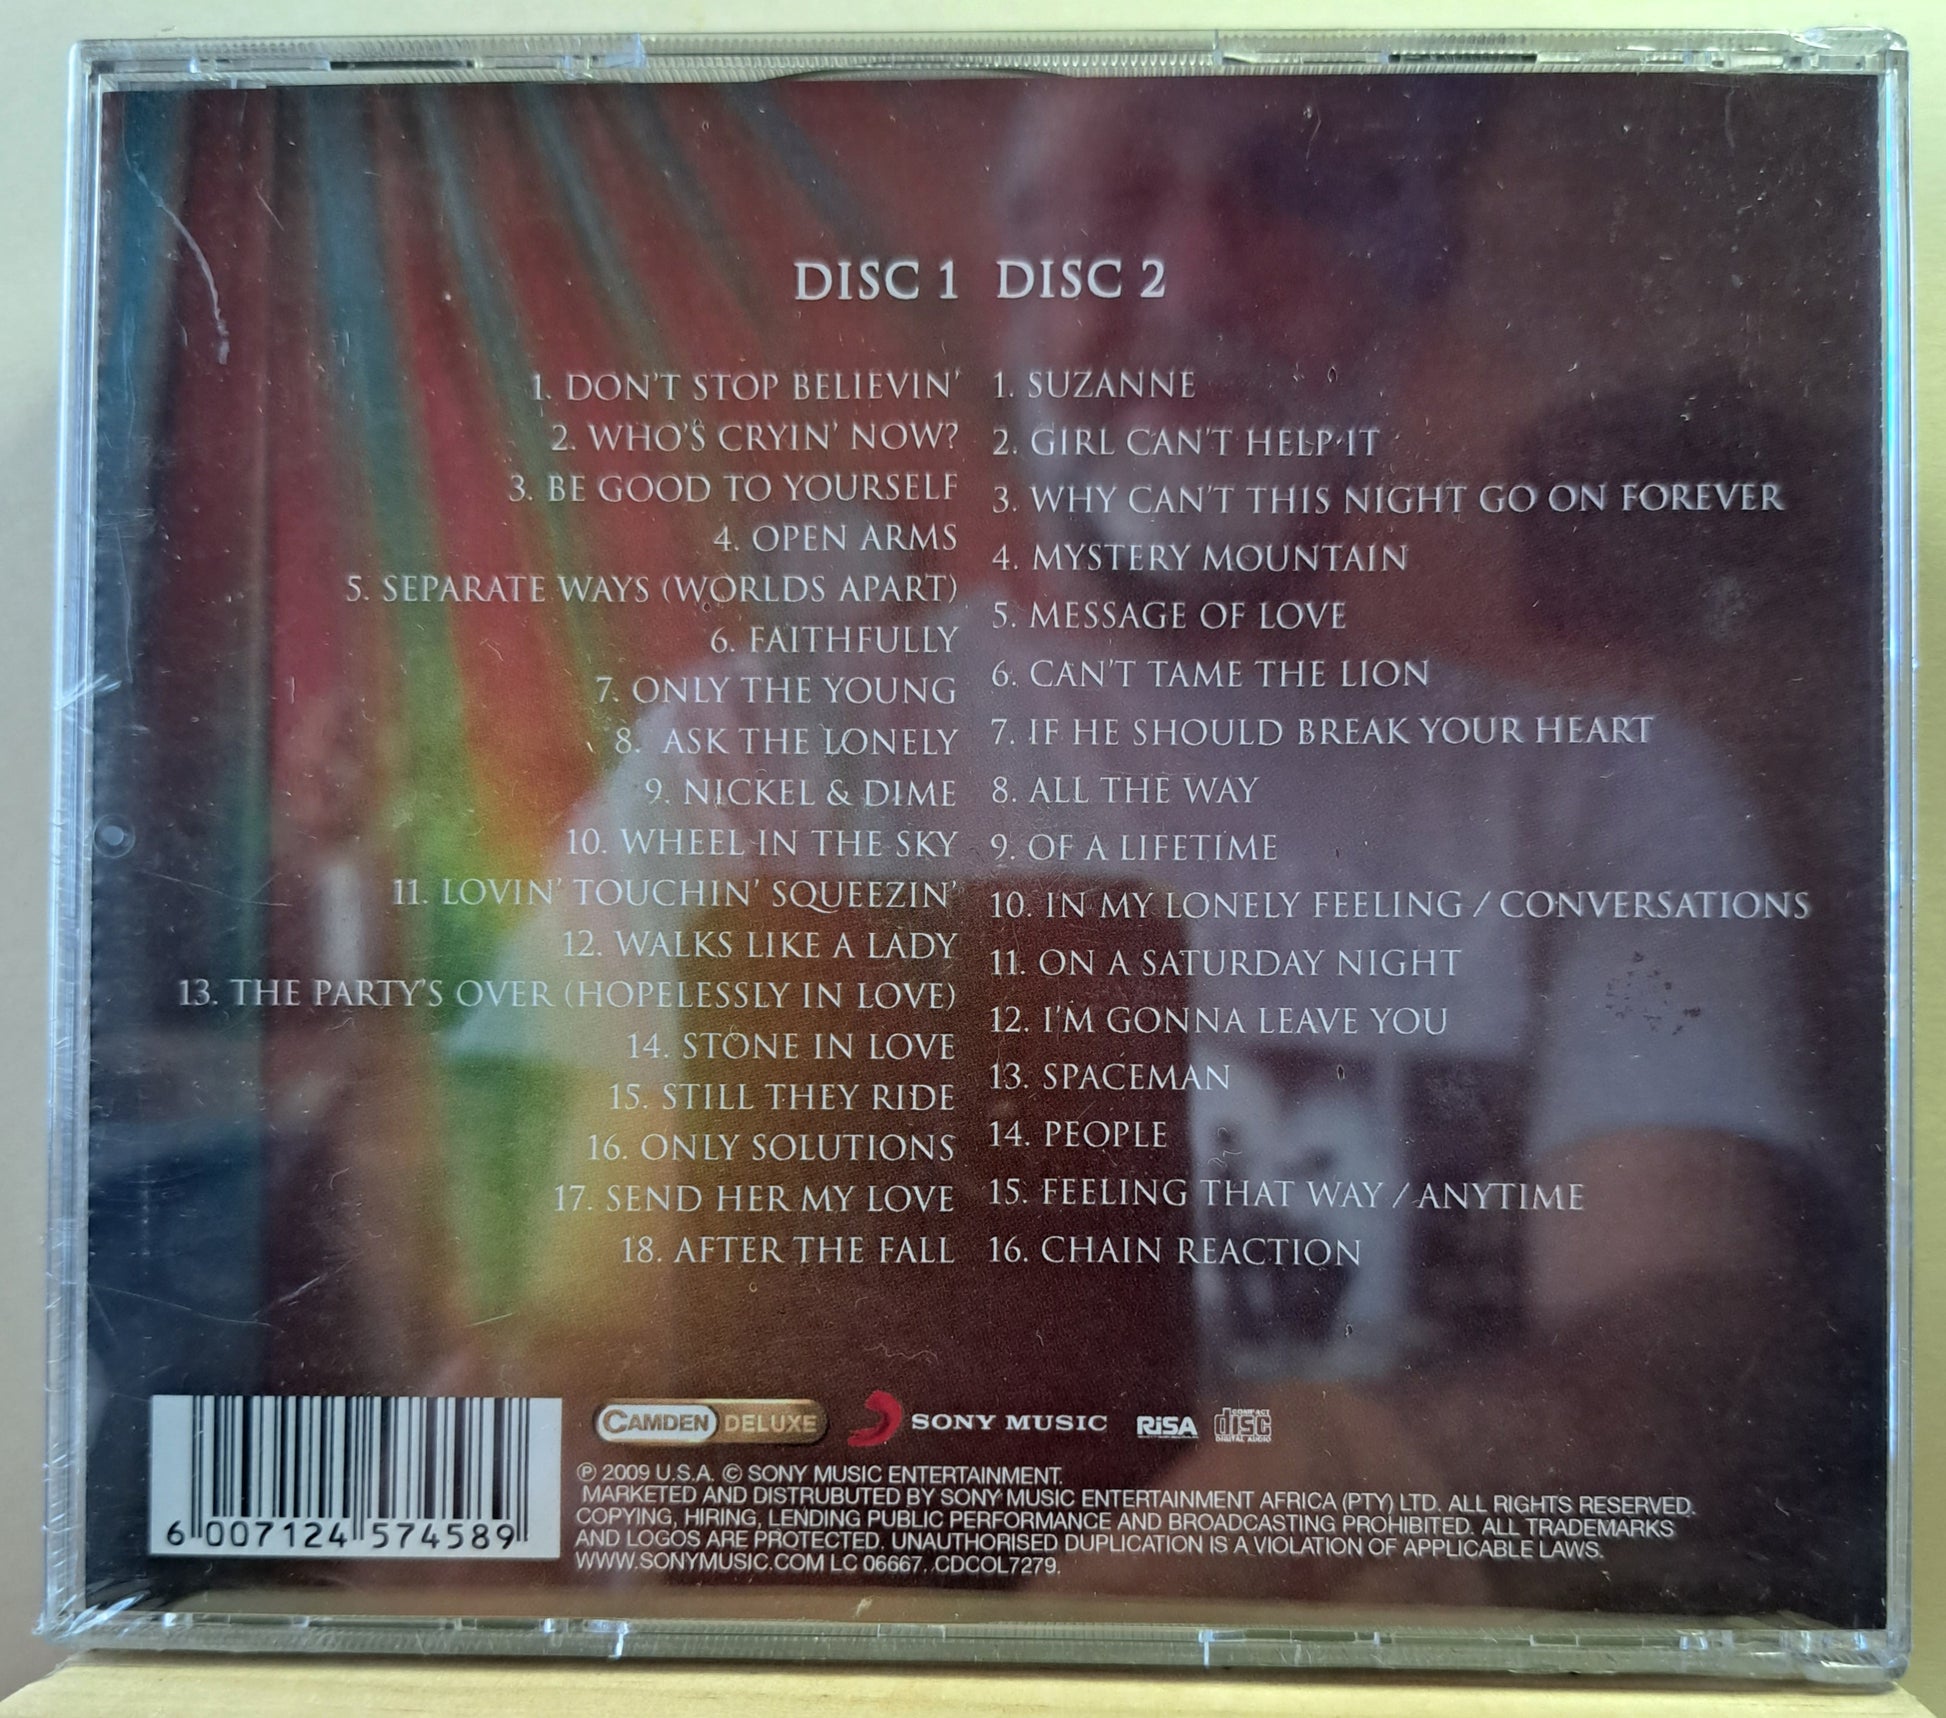 DISC 1
1. DON'T STOP BELIEVIN'
2. WHO'S CRYIN' NOW?
3. BE GOOD TO YOURSELF
4. OPEN ARMS
5. SEPARATE WAYS (WORLDS APART)
6. FAITHFULLY
7. ONLY THE YOUNG
8. ASK THE LONELY
9. NICKEL & DIME
10. WHEEL IN THE SKY
11. LOVIN' TOUCHIN' SQUEEZIN'
12. WALKS LIKE A LADY
13. THE PARTY'S OVER (HOPELESSLY IN LOVE)
14. STONE IN LOVE
15. STILL THEY RIDE
16. ONLY SOLUTIONS
17. SEND HER MY LOVE
18. AFTER THE FALL
DISC 2
1. SUZANNE
2. GIRL CAN'T HELP IT
3. WHY CAN'T THIS NIGHT GO ON FOREVER
4. MYSTERY MOUNTAIN
5. MESSAGE OF LOVE
6. CAN'T TAME THE LION
7. IF HE SHOULD BREAK YOUR HEART
8. ALL THE WAY
9. OF A LIFETIME
10. IN MY LONELY FEELING / CONVERSATIONS
11. ON A SATURDAY NIGHT
12. I'M GONNA LEAVE YOU
13. SPACEMAN
14. PEOPLE
15. FEELING THAT WAY / ANYTIME
16. CHAIN REACTION
6 007124 574589
CAMDEN DELUXE
SONY MUSIC
RiSA
COMPACT
disc
DIGITAL AUDIO
℗ 2009 U.S.A. © SONY MUSIC ENTERTAINMENT.
MARKETED AND DISTRUBUTED BY SONY MUSIC ENTERTAINMENT AFRICA (PTY) LTD. ALL RIGHTS RESERVED.
COPYING, HIRING, LENDING PUBLIC PERFORMANCE AND BROADCASTING PROHIBITED. ALL TRADEMARKS
AND LOGOS ARE PROTECTED. UNAUTHORISED DUPLICATION IS A VIOLATION OF APPLICABLE LAWS.
WWW.SONYMUSIC.COM LC 06667. CDCOL7279.